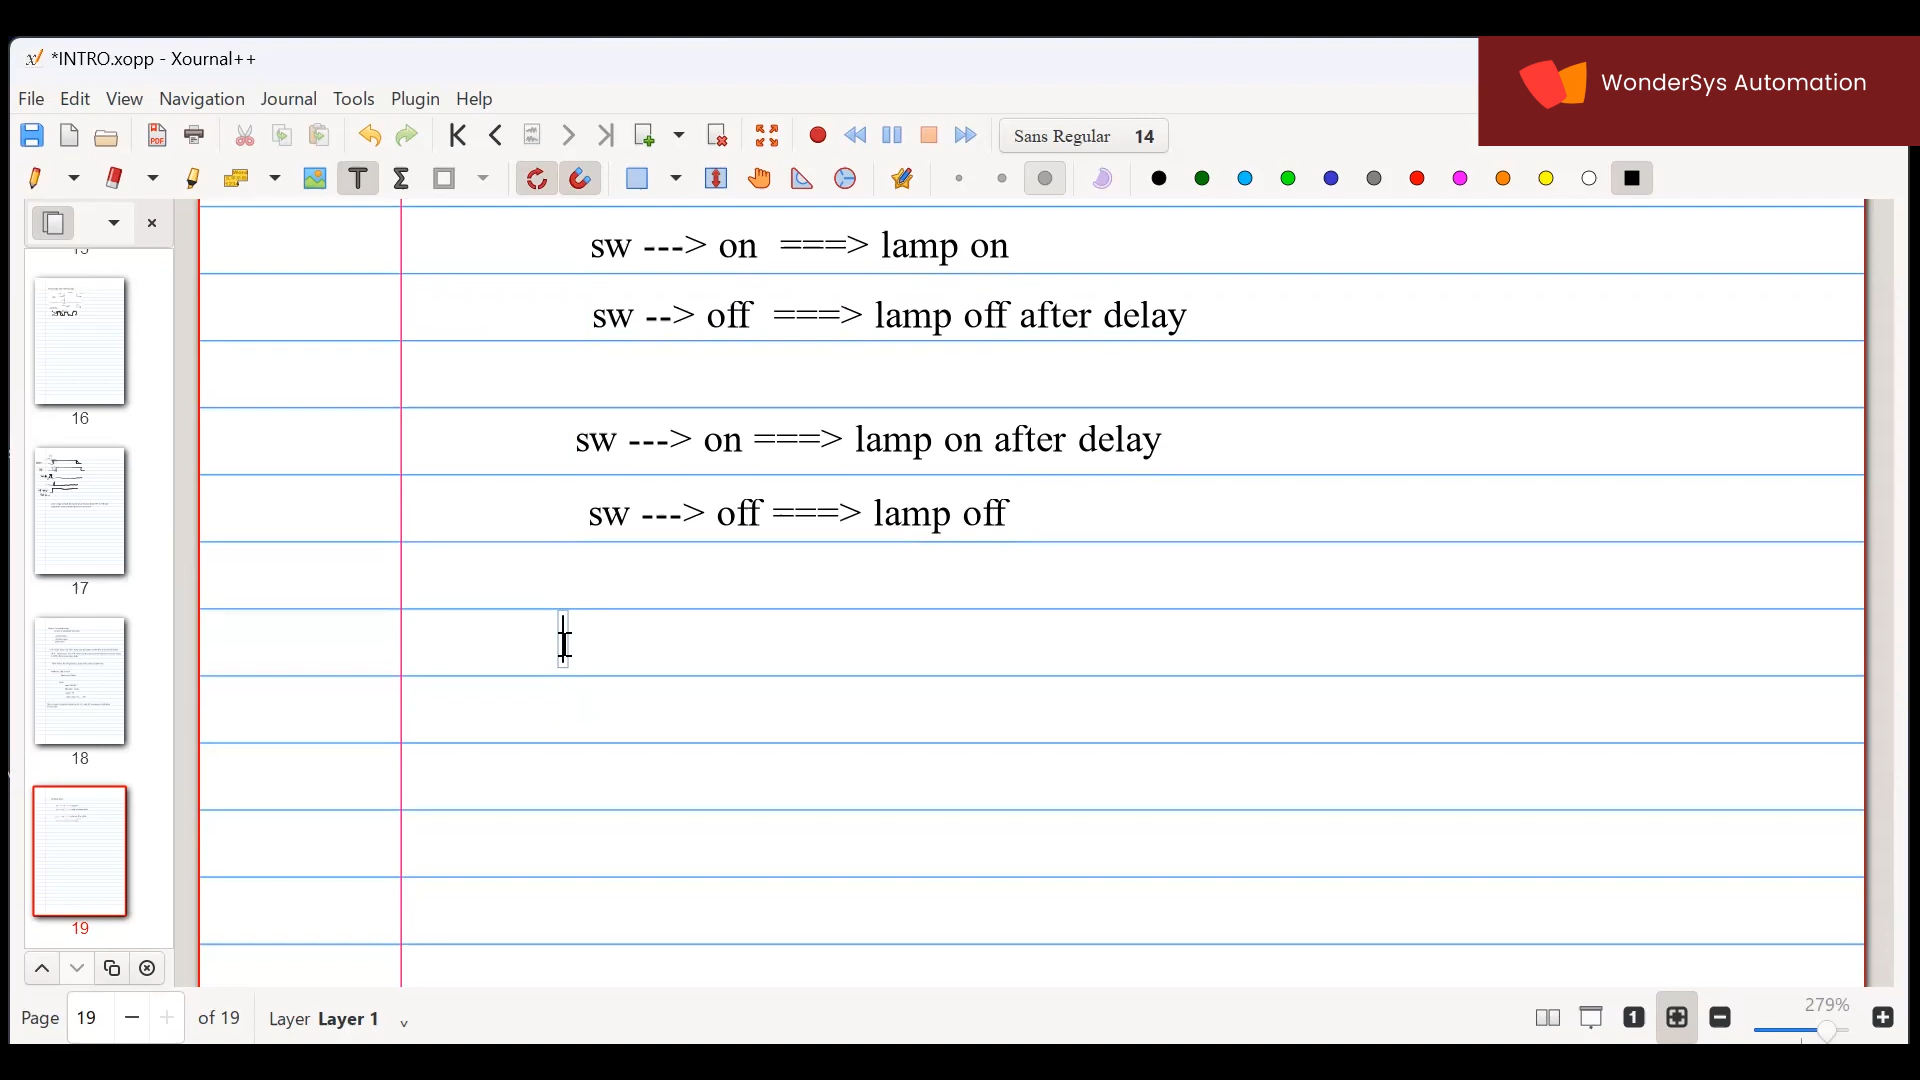 *INTRO.xopp - Xournal++
WonderSys Automation
File Edit View Navigation Journal Tools Plugin Help
Sans Regular 14
sw ---> on ===> lamp on
sw --> off ===> lamp off after delay
sw ---> on ===> lamp on after delay
sw ---> off ===> lamp off
16
17
18
19
Page 19 of 19 Layer Layer 1
279%